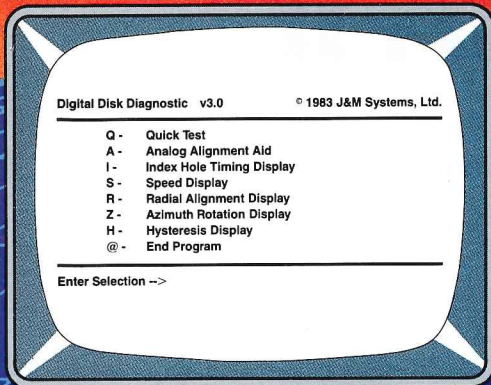 Digital Disk Diagnostic v3.0 © 1983 J&M Systems, Ltd.
Q - Quick Test
A - Analog Alignment Aid
I - Index Hole Timing Display
S - Speed Display
R - Radial Alignment Display
Z - Azimuth Rotation Display
H - Hysteresis Display
@ - End Program
Enter Selection -->